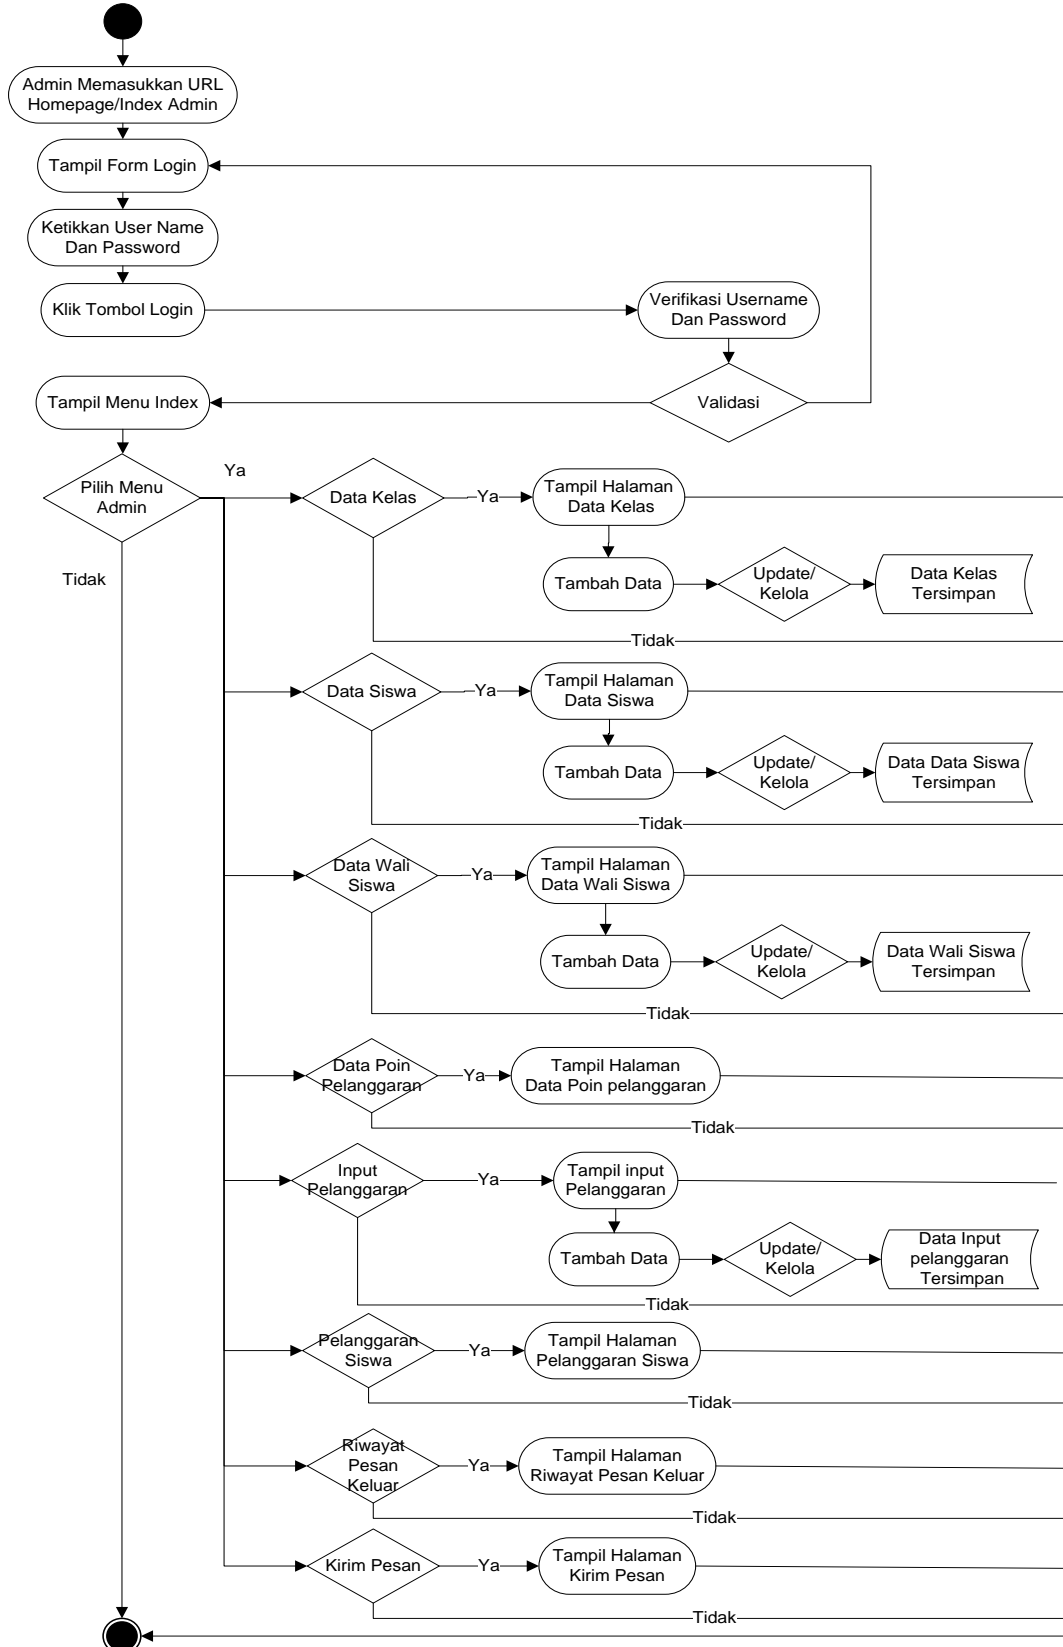 Admin Memasukkan URL
Homepage/Index Admin
Tampil Form Login
Ketikkan User Name
Dan Password
Klik Tombol Login
Verifikasi Username
Dan Password
Validasi
Tampil Menu Index
Pilih Menu
Admin
Ya
Tidak
Data Kelas
Ya
Tampil Halaman
Data Kelas
Tambah Data
Update/
Kelola
Data Kelas
Tersimpan
Tidak
Data Siswa
Ya
Tampil Halaman
Data Siswa
Tambah Data
Update/
Kelola
Data Data Siswa
Tersimpan
Tidak
Data Wali
Siswa
Ya
Tampil Halaman
Data Wali Siswa
Tambah Data
Update/
Kelola
Data Wali Siswa
Tersimpan
Tidak
Data Poin
Pelanggaran
Ya
Tampil Halaman
Data Poin pelanggaran
Tidak
Input
Pelanggaran
Ya
Tampil input
Pelanggaran
Tambah Data
Update/
Kelola
Data Input
pelanggaran
Tersimpan
Tidak
Pelanggaran
Siswa
Ya
Tampil Halaman
Pelanggaran Siswa
Tidak
Riwayat
Pesan
Keluar
Ya
Tampil Halaman
Riwayat Pesan Keluar
Tidak
Kirim Pesan
Ya
Tampil Halaman
Kirim Pesan
Tidak